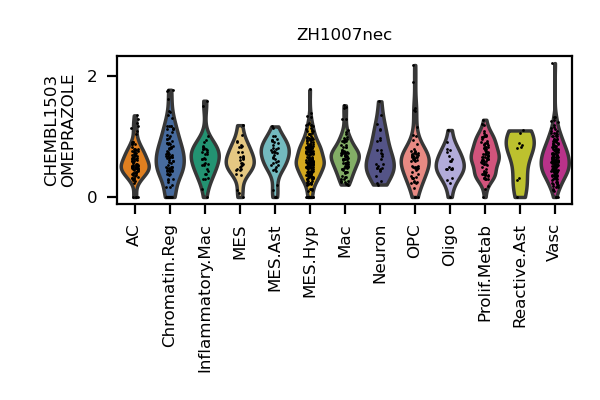 ZH1007nec
CHEMBL1503
OMEPRAZOLE
2
0
AC
Chromatin.Reg
Inflammatory.Mac
MES
MES.Ast
MES.Hyp
Mac
Neuron
OPC
Oligo
Prolif.Metab
Reactive.Ast
Vasc